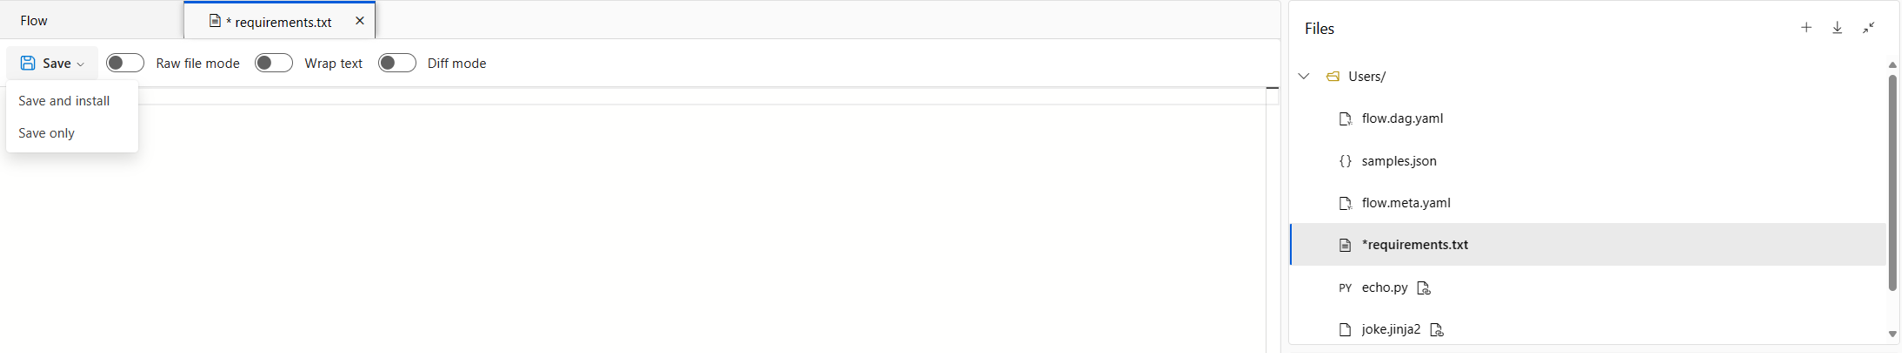 Flow
* requirements.txt
Save
Raw file mode
Wrap text
Diff mode
Save and install
Save only
Files
Users/
flow.dag.yaml
{} samples.json
flow.meta.yaml
*requirements.txt
PY echo.py
joke.jinja2